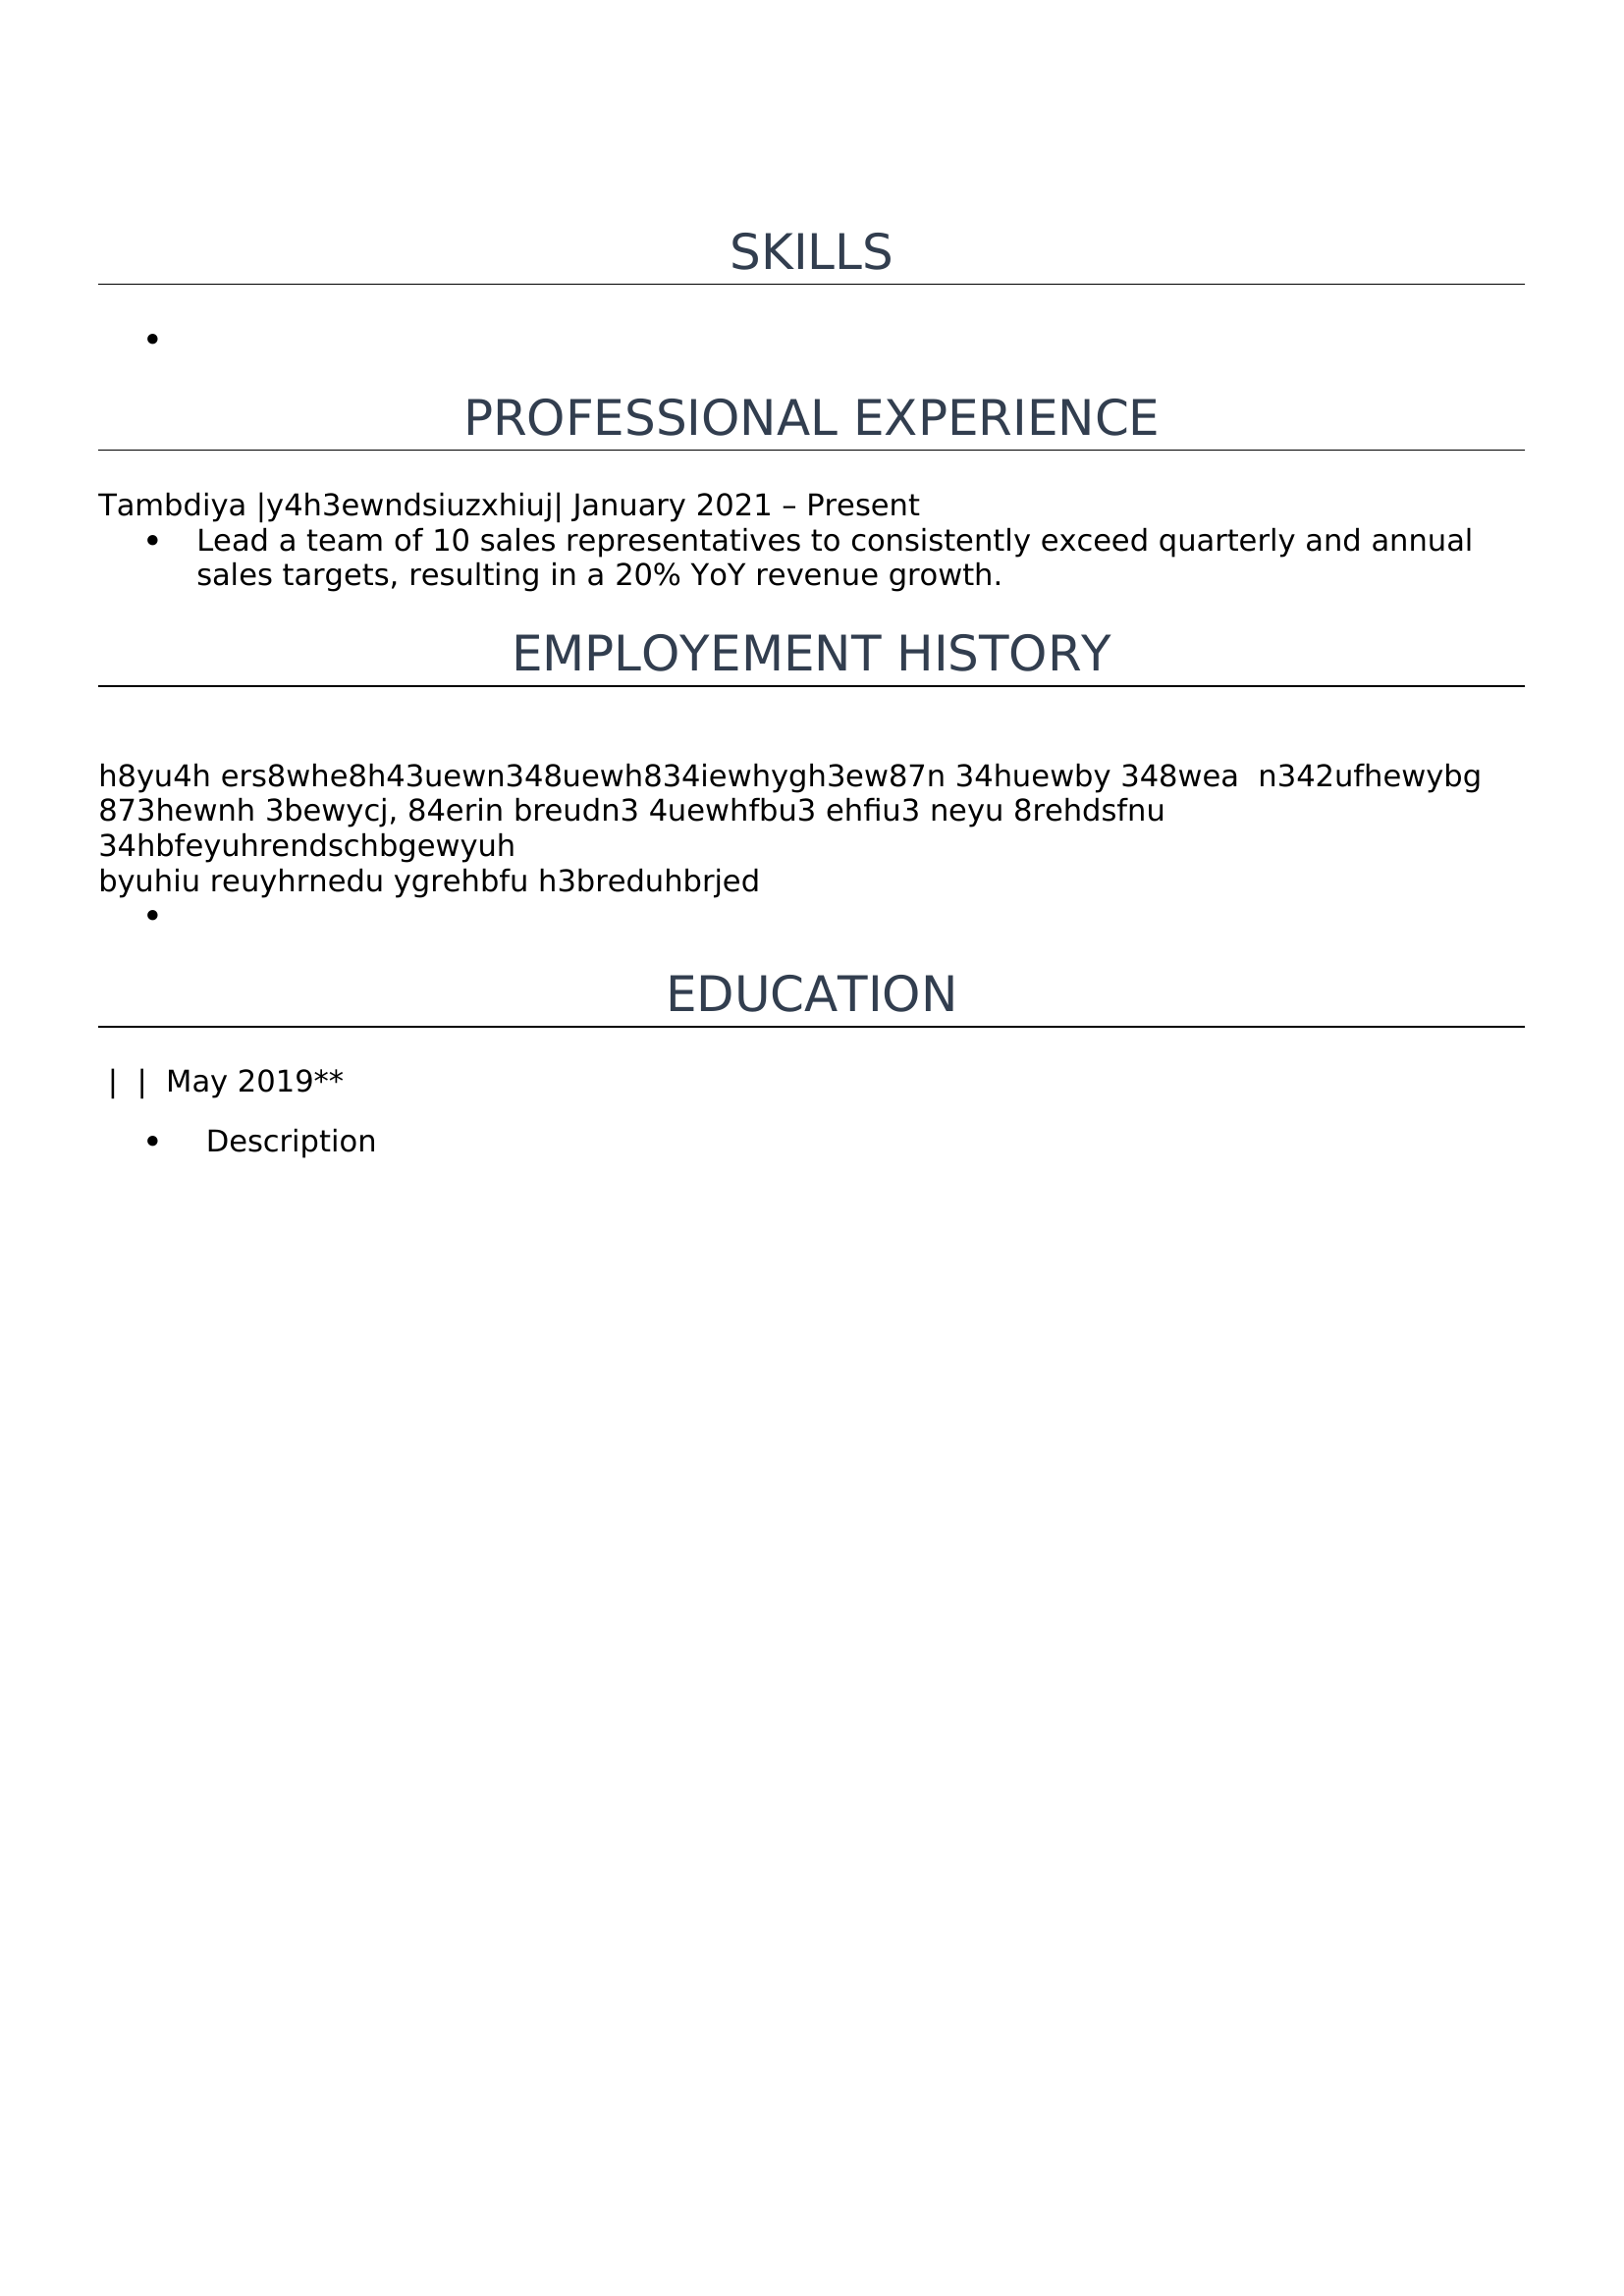 SKILLS
•
PROFESSIONAL EXPERIENCE
Tambdiya |y4h3ewndsiuzxhiuj| January 2021 – Present
• Lead a team of 10 sales representatives to consistently exceed quarterly and annual
sales targets, resulting in a 20% YoY revenue growth.
EMPLOYEMENT HISTORY
h8yu4h ers8whe8h43uewn348uewh834iewhygh3ew87n 34huewby 348wea  n342ufhewybg
873hewnh 3bewycj, 84erin breudn3 4uewhfbu3 ehfiu3 neyu 8rehdsfnu
34hbfeyuhrendschbgewyuh
byuhiu reuyhrnedu ygrehbfu h3breduhbrjed
•
EDUCATION
| | May 2019**
• Description